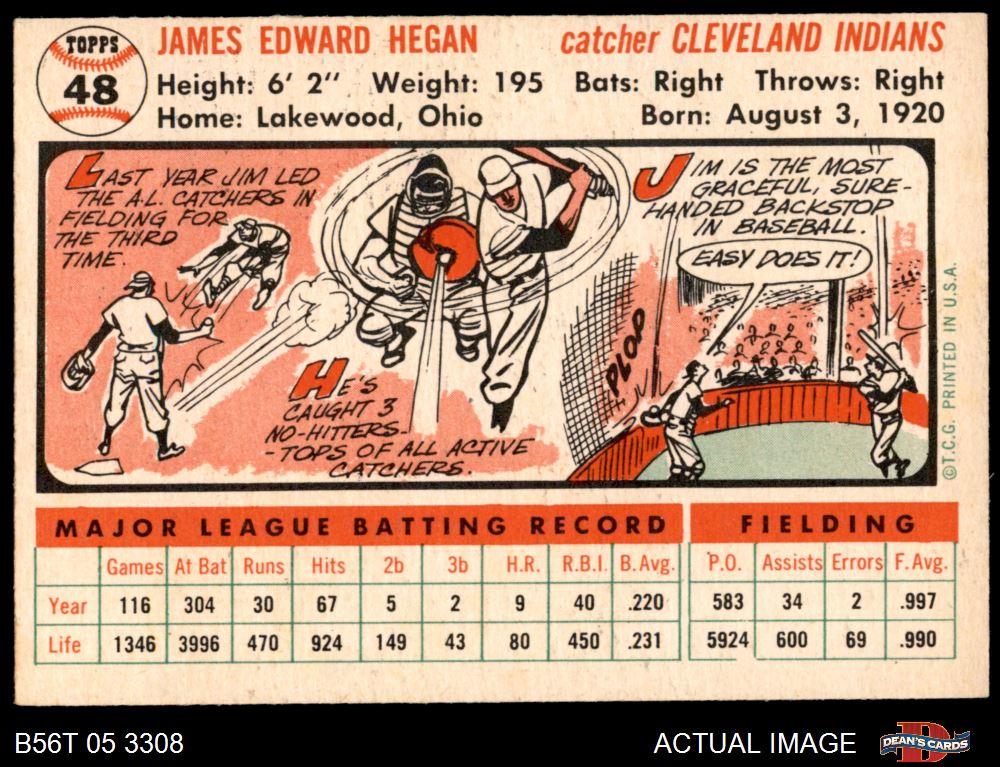 TOPPS
48
JAMES EDWARD HEGAN
catcher CLEVELAND INDIANS
Height: 6' 2" Weight: 195 Bats: Right Throws: Right
Home: Lakewood, Ohio Born: August 3, 1920
LAST YEAR JIM LED
THE A.L. CATCHERS IN
FIELDING FOR
THE THIRD
TIME.
HE'S
CAUGHT 3
NO-HITTERS-
-TOPS OF ALL ACTIVE
CATCHERS.
JIM IS THE MOST
GRACEFUL, SURE-
HANDED BACKSTOP
IN BASEBALL.
EASY DOES IT!
PLOP
©T.C.G. PRINTED IN U.S.A.
MAJOR LEAGUE BATTING RECORD FIELDING
Games At Bat Runs Hits 2b 3b H.R. R.B.I. B. Avg. P.O. Assists Errors F. Avg.
Year 116 304 30 67 5 2 9 40 .220 583 34 2 .997
Life 1346 3996 470 924 149 43 80 450 .231 5924 600 69 .990
B56T 05 3308
ACTUAL IMAGE
D
DEAN'S CARDS